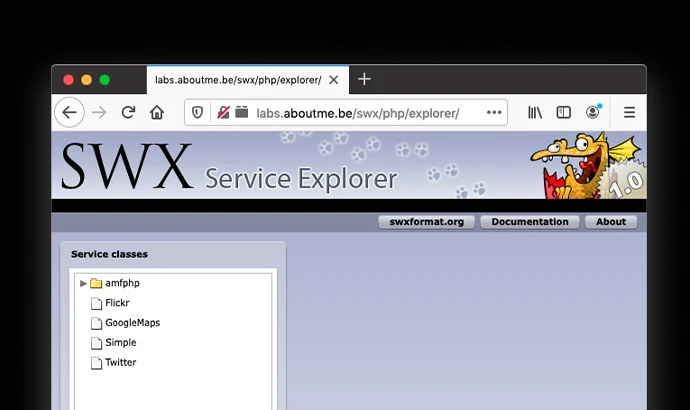 labs.aboutme.be/swx/php/explorer/
labs.aboutme.be/swx/php/explorer/
SWX Service Explorer
1.0
swxformat.org Documentation About
Service classes
amfphp
Flickr
GoogleMaps
Simple
Twitter